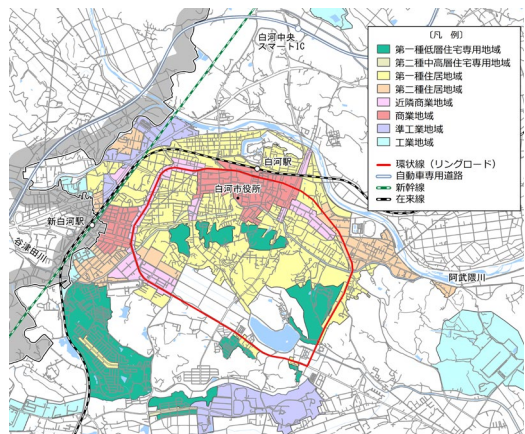 白河中央
スマートIC
〔凡　例〕
第一種低層住宅専用地域
第二種中高層住宅専用地域
第一種住居地域
第二種住居地域
近隣商業地域
商業地域
準工業地域
工業地域
環状線（リングロード）
自動車専用道路
新幹線
在来線
白河駅
白河市役所
新白河駅
谷津田川
阿武隈川